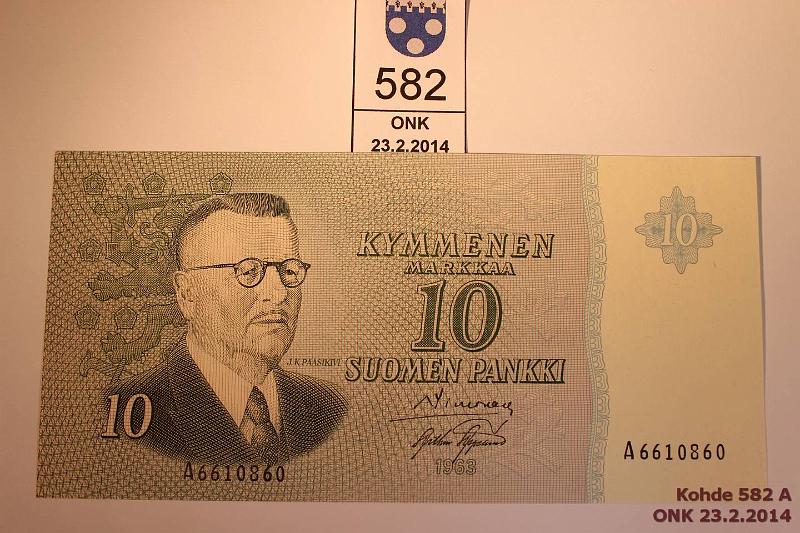 582
ONK
23.2.2014
10
KYMMENEN
MARKKAA
10
J.K.PAASIKIVI
SUOMEN PANKKI
10
1963
A6610860
A6610860
Kohde 582 A
ONK 23.2.2014